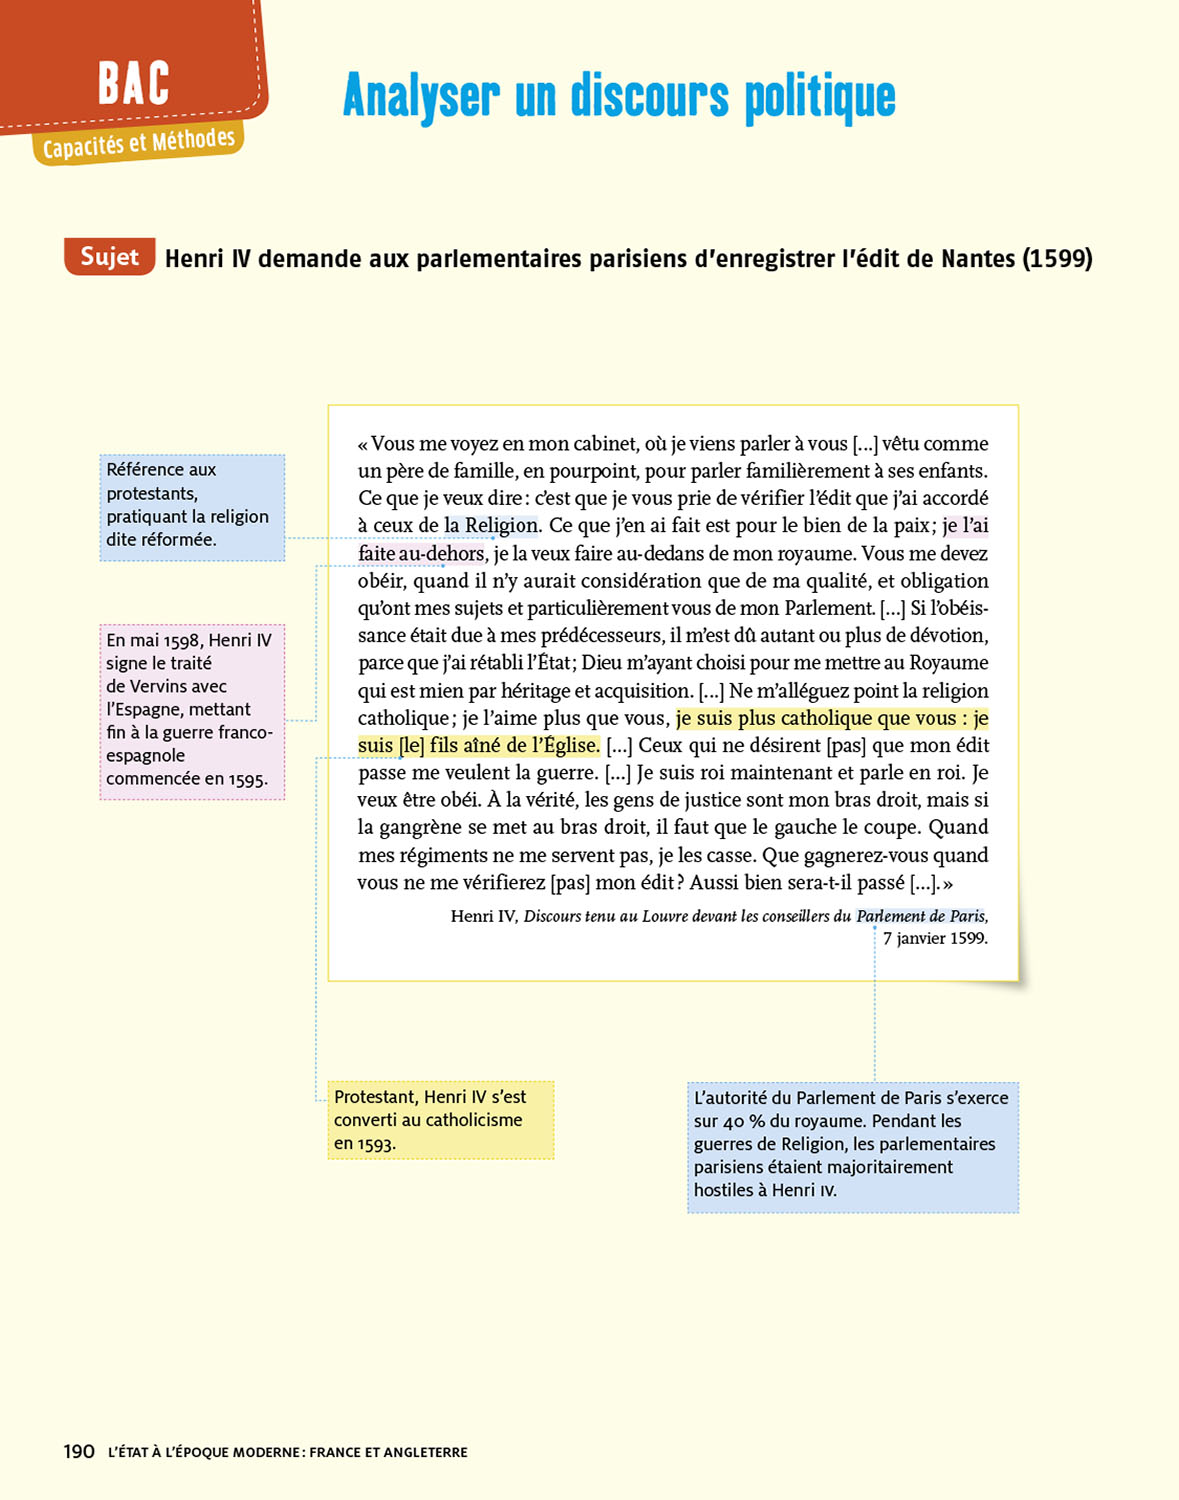 BAC
Capacités et Méthodes
Analyser un discours politique
Sujet Henri IV demande aux parlementaires parisiens d'enregistrer l'édit de Nantes (1599)
« Vous me voyez en mon cabinet, où je viens parler à vous [...] vêtu comme
un père de famille, en pourpoint, pour parler familièrement à ses enfants.
Ce que je veux dire : c'est que je vous prie de vérifier l'édit que j'ai accordé
à ceux de la Religion. Ce que j'en ai fait est pour le bien de la paix ; je l'ai
faite au-dehors, je la veux faire au-dedans de mon royaume. Vous me devez
obéir, quand il n'y aurait considération que de ma qualité, et obligation
qu'ont mes sujets et particulièrement vous de mon Parlement. [...] Si l'obéis-
sance était due à mes prédécesseurs, il m'est dû autant ou plus de dévotion,
parce que j'ai rétabli l'État ; Dieu m'ayant choisi pour me mettre au Royaume
qui est mien par héritage et acquisition. [...] Ne m'alléguez point la religion
catholique ; je l'aime plus que vous, je suis plus catholique que vous : je
suis [le] fils aîné de l'Église. [...] Ceux qui ne désirent [pas] que mon édit
passe me veulent la guerre. [...] Je suis roi maintenant et parle en roi. Je
veux être obéi. À la vérité, les gens de justice sont mon bras droit, mais si
la gangrène se met au bras droit, il faut que le gauche le coupe. Quand
mes régiments ne me servent pas, je les casse. Que gagnerez-vous quand
vous ne me vérifierez [pas] mon édit ? Aussi bien sera-t-il passé [...]. »
Henri IV, Discours tenu au Louvre devant les conseillers du Parlement de Paris,
7 janvier 1599.
Référence aux
protestants,
pratiquant la religion
dite réformée.
En mai 1598, Henri IV
signe le traité
de Vervins avec
l'Espagne, mettant
fin à la guerre franco-
espagnole
commencée en 1595.
Protestant, Henri IV s'est
converti au catholicisme
en 1593.
L'autorité du Parlement de Paris s'exerce
sur 40 % du royaume. Pendant les
guerres de Religion, les parlementaires
parisiens étaient majoritairement
hostiles à Henri IV.
190 L'ÉTAT À L'ÉPOQUE MODERNE : FRANCE ET ANGLETERRE